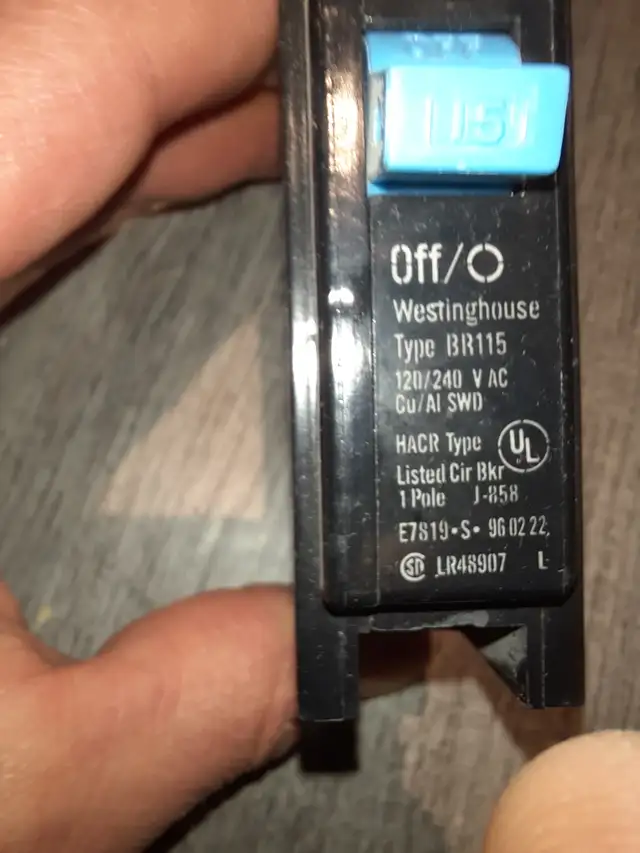 15
Off/O
Westinghouse
Type BR115
120/240 V AC
Cu/Al SWD
HACR Type
UL
Listed Cir Bkr
1 Pole J-858
E7819•S• 96 02 22
LR48907 L